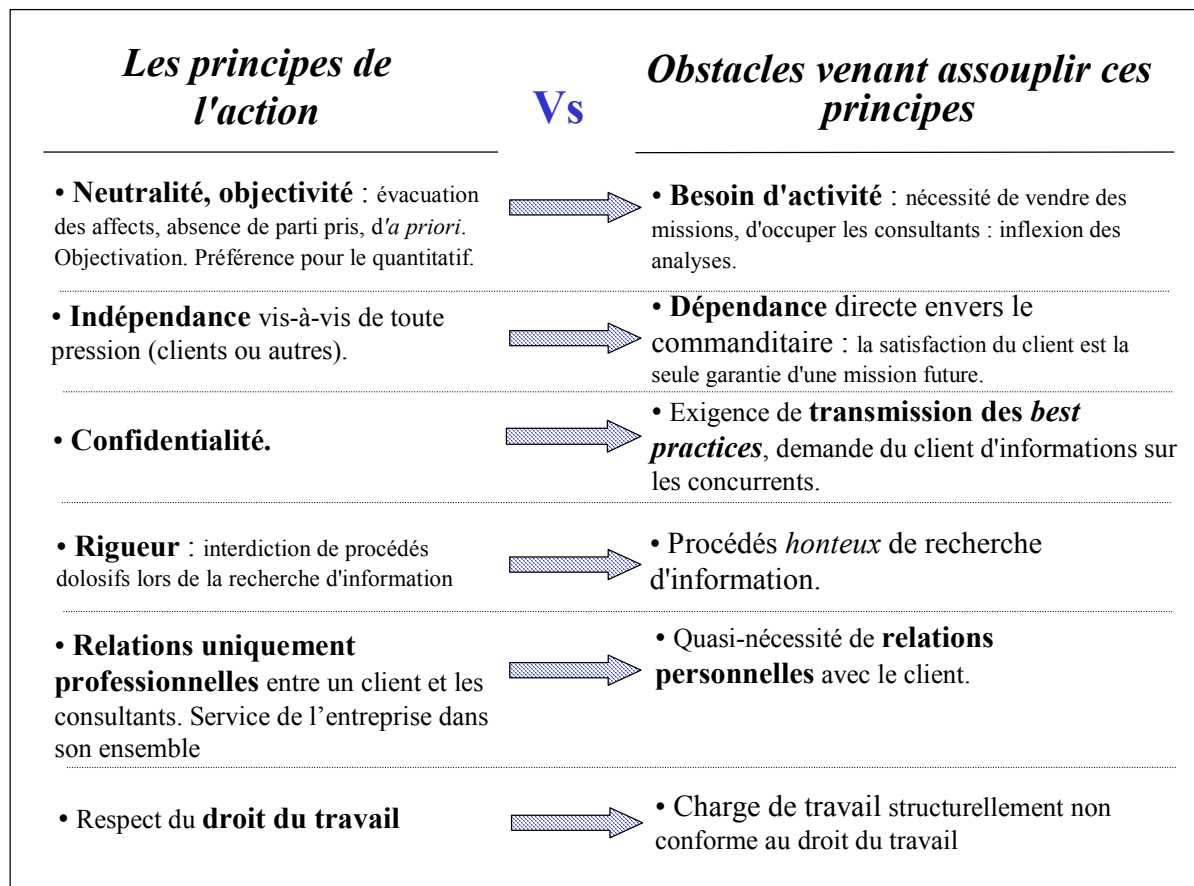 Les principes de
l'action
Vs
Obstacles venant assouplir ces
principes
• Neutralité, objectivité : évacuation
des affects, absence de parti pris, d'a priori.
Objectivation. Préférence pour le quantitatif.
• Besoin d'activité : nécessité de vendre des
missions, d'occuper les consultants : inflexion des
analyses.
• Indépendance vis-à-vis de toute
pression (clients ou autres).
• Dépendance directe envers le
commanditaire : la satisfaction du client est la
seule garantie d'une mission future.
• Confidentialité.
• Exigence de transmission des best
practices, demande du client d'informations sur
les concurrents.
• Rigueur : interdiction de procédés
dolosifs lors de la recherche d'information
• Procédés honteux de recherche
d'information.
• Relations uniquement
professionnelles entre un client et les
consultants. Service de l’entreprise dans
son ensemble
• Quasi-nécessité de relations
personnelles avec le client.
• Respect du droit du travail
• Charge de travail structurellement non
conforme au droit du travail